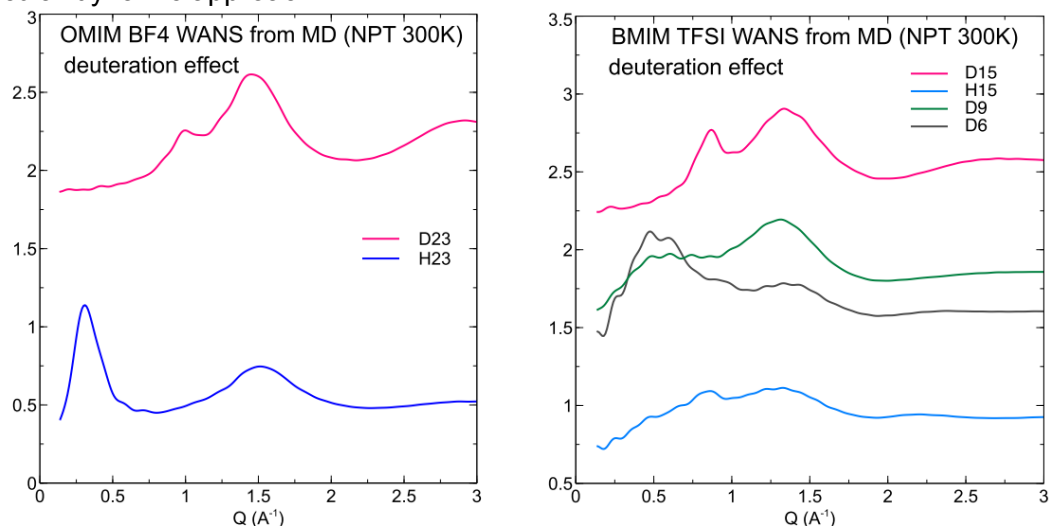 OMIM BF4 WANS from MD (NPT 300K)
deuteration effect
D23
H23
3
2.5
2
1.5
1
0.5
0
0
0.5
1
1.5
2
2.5
3
Q (A⁻¹)
BMIM TFSI WANS from MD (NPT 300K)
deuteration effect
D15
H15
D9
D6
3.5
3
2.5
2
1.5
1
0.5
0
0.5
1
1.5
2
2.5
3
Q (A⁻¹)